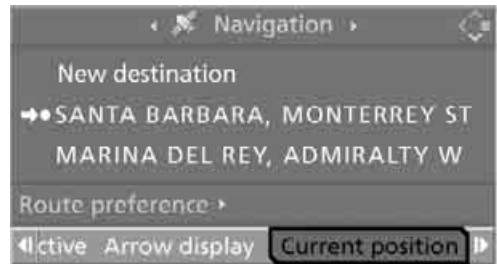 Navigation
New destination
SANTA BARBARA, MONTERREY ST
MARINA DEL REY, ADMIRALTY W
Route preference
ctive Arrow display Current position